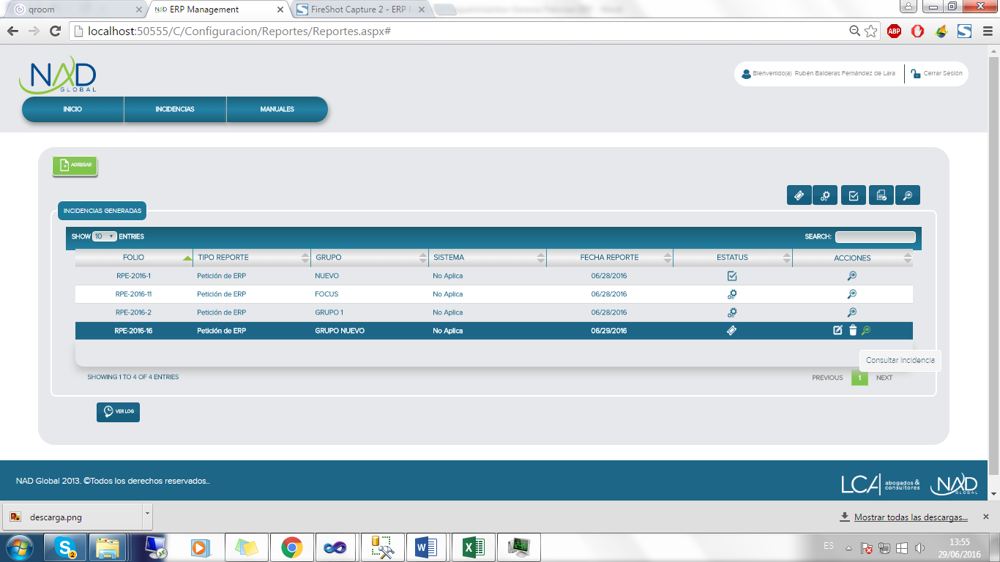 qroom
NAD ERP Management
FireShot Capture 2 - ERP M
localhost:50555/C/Configuracion/Reportes/Reportes.aspx#
ABP
NAD
GLOBAL
Bienvenido(a) Rubén Balderas Fernández de Lara
Cerrar Sesión
INICIO
INCIDENCIAS
MANUALES
AGREGAR
INCIDENCIAS GENERADAS
SHOW 10 ENTRIES
SEARCH:
FOLIO TIPO REPORTE GRUPO SISTEMA FECHA REPORTE ESTATUS ACCIONES
RPE-2016-1 Petición de ERP NUEVO No Aplica 06/28/2016
RPE-2016-11 Petición de ERP FOCUS No Aplica 06/28/2016
RPE-2016-2 Petición de ERP GRUPO 1 No Aplica 06/28/2016
RPE-2016-16 Petición de ERP GRUPO NUEVO No Aplica 06/29/2016
Consultar Incidencia
SHOWING 1 TO 4 OF 4 ENTRIES
PREVIOUS 1 NEXT
VER LOG
NAD Global 2013. ©Todos los derechos reservados..
LCA abogados & consultores
NAD
GLOBAL
descarga.png
Mostrar todas las descargas...
2
ES
13:55
29/06/2016